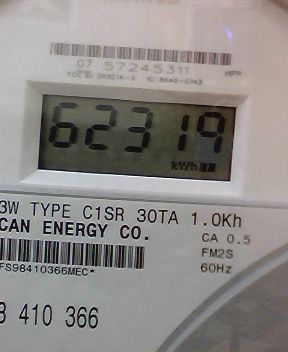 07 57245311
HPP
62319
kWh
3W TYPE C1SR 30TA 1.0Kh
CAN ENERGY CO.
CA 0.5
FM2S
60Hz
FS98410366MEC*
410 366